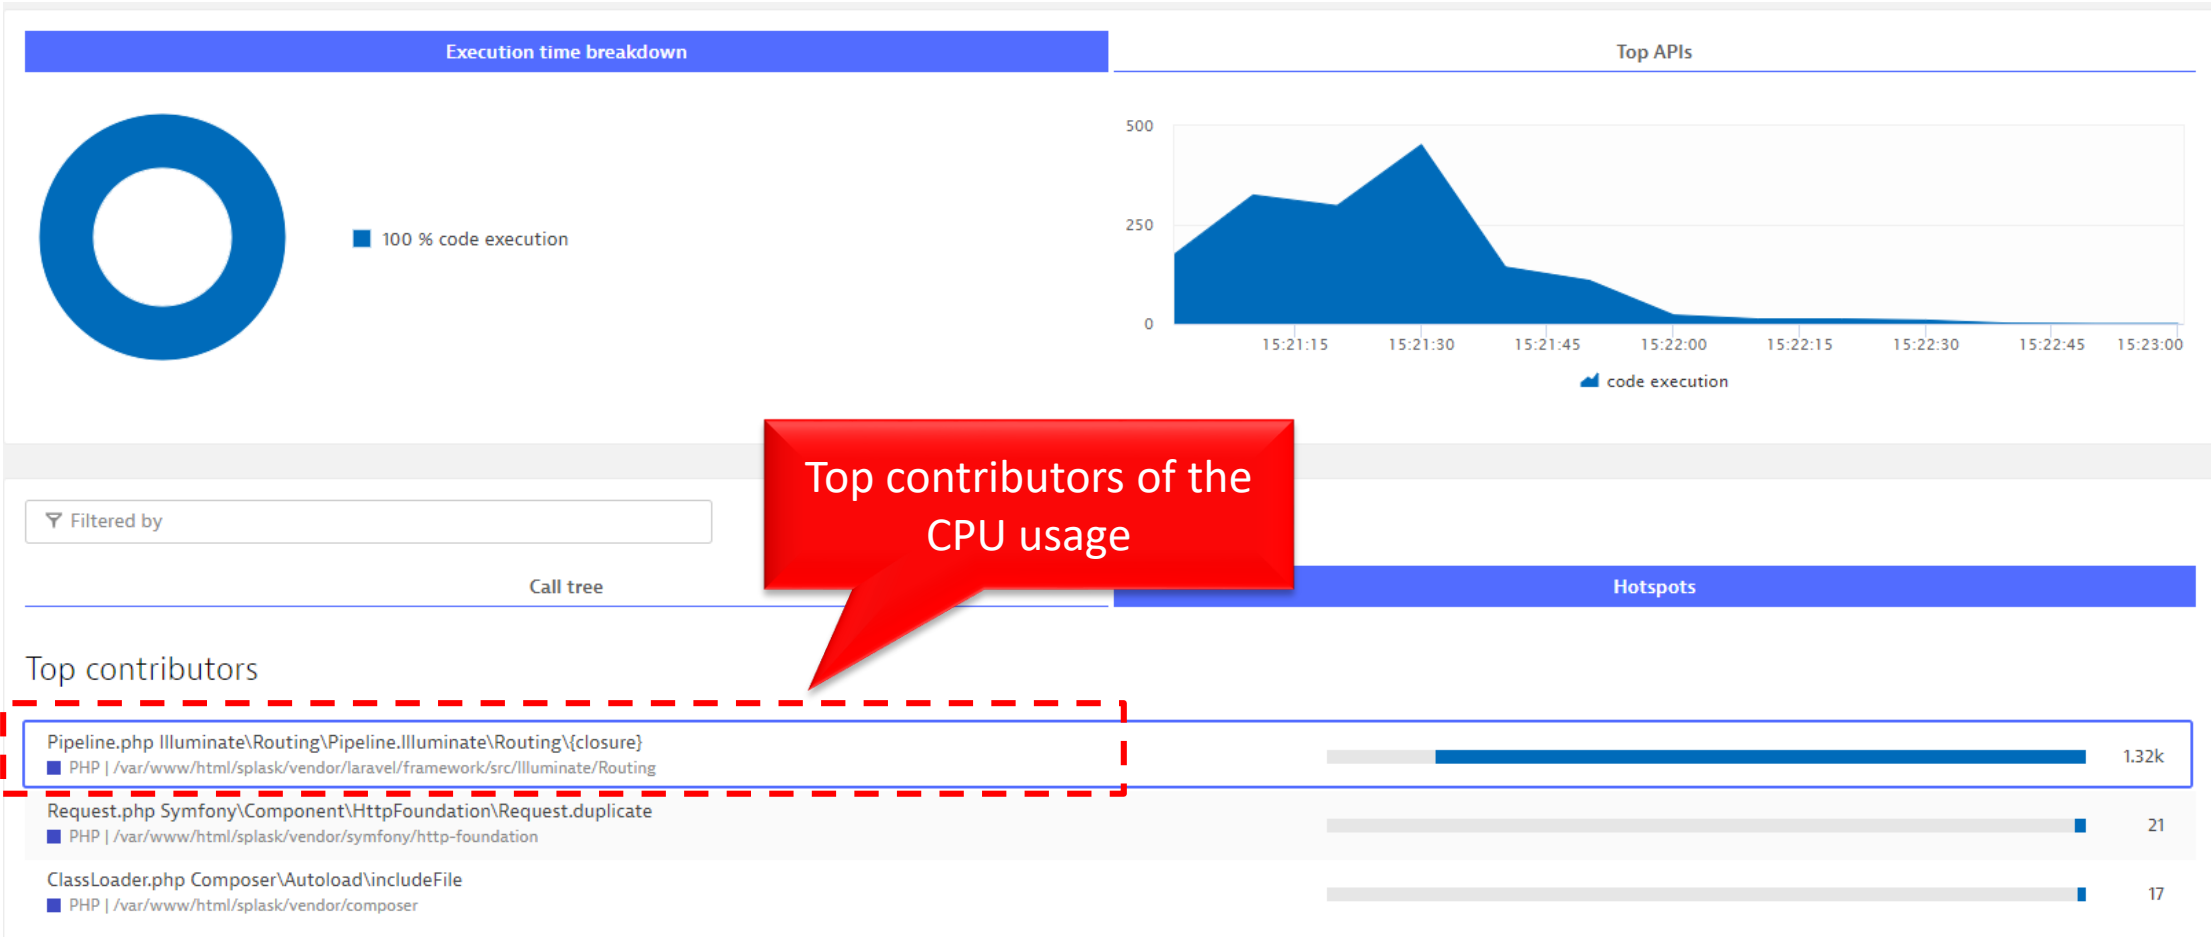 Execution time breakdown
Top APIs
100 % code execution
500
250
0
15:21:15 15:21:30 15:21:45 15:22:00 15:22:15 15:22:30 15:22:45 15:23:00
code execution
Top contributors of the
CPU usage
Filtered by
Call tree
Hotspots
Top contributors
Pipeline.php Illuminate\Routing\Pipeline.Illuminate\Routing\{closure}
1.32k
PHP | /var/www/html/splask/vendor/laravel/framework/src/Illuminate/Routing
Request.php Symfony\Component\HttpFoundation\Request.duplicate
21
PHP | /var/www/html/splask/vendor/symfony/http-foundation
ClassLoader.php Composer\Autoload\includeFile
17
PHP | /var/www/html/splask/vendor/composer